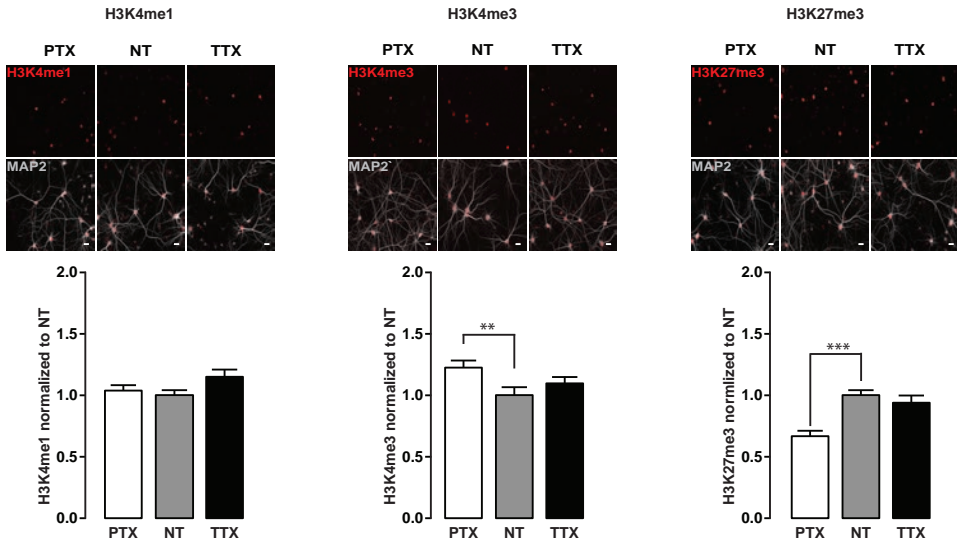 H3K4me1
PTX NT TTX
H3K4me1
MAP2
2.0
1.5
1.0
0.5
0.0
H3K4me1 normalized to NT
PTX NT TTX
H3K4me3
PTX NT TTX
H3K4me3
MAP2
2.0
1.5
1.0
0.5
0.0
H3K4me3 normalized to NT
**
PTX NT TTX
H3K27me3
PTX NT TTX
H3K27me3
MAP2
2.0
1.5
1.0
0.5
0.0
H3K27me3 normlized to NT
***
PTX NT TTX